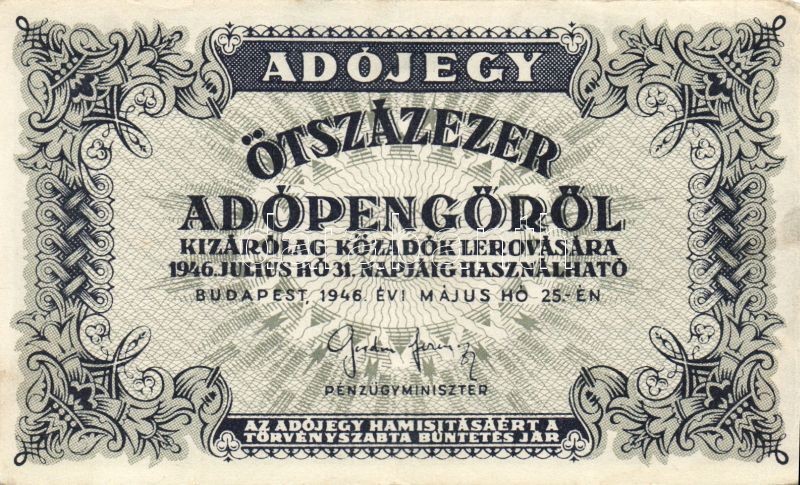 ADÓJEGY
ÖTSZÁZEZER
ADÓPENGŐRŐL
KIZÁRÓLAG KÖZADÓK LEROVÁSÁRA
1946. JULIUS HÓ 31. NAPJÁIG HASZNÁLHATÓ
BUDAPEST, 1946. ÉVI MÁJUS HÓ 25.-ÉN
PÉNZÜGYMINISZTER
AZ ADÓJEGY HAMISITÁSÁÉRT A
TÖRVÉNYSZABTA BÜNTETÉS JÁR